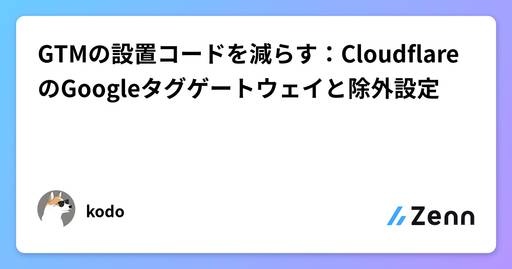 GTMの設置コードを減らす：Cloudflare
のGoogleタグゲートウェイと除外設定
kodo
Zenn